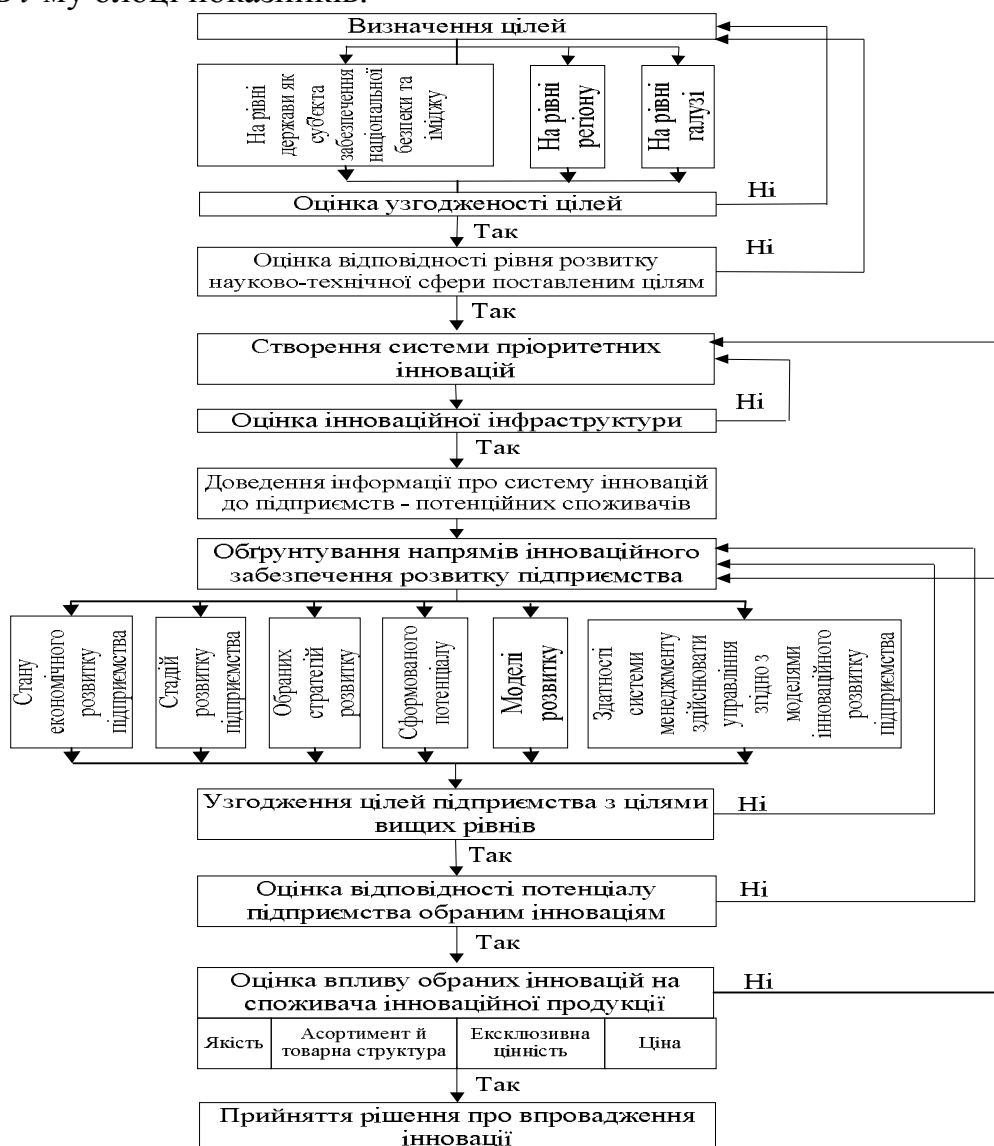 му блоці показників.
Визначення цілей
На рівні
держави як
суб'єкта
забезпечення
національної
безпеки та
іміджу
На рівні
регіону
На рівні
галузі
Оцінка узгодженості цілей
Ні
Так
Оцінка відповідності рівня розвитку
науково-технічної сфери поставленим цілям
Ні
Так
Створення системи пріоритетних
інновацій
Оцінка інноваційної інфраструктури
Ні
Так
Доведення інформації про систему інновацій
до підприємств - потенційних споживачів
Обґрунтування напрямів інноваційного
забезпечення розвитку підприємства
Стану
економічного
розвитку
підприємства
Стадій
розвитку
підприємства
Обраних
стратегій
розвитку
Сформованого
потенціалу
Моделі
розвитку
Здатності
системи
менеджменту
здійснювати
управління
згідно з
моделями
інноваційного
розвитку
підприємства
Узгодження цілей підприємства з цілями
вищих рівнів
Ні
Так
Оцінка відповідності потенціалу
підприємства обраним інноваціям
Ні
Так
Оцінка впливу обраних інновацій на
споживача інноваційної продукції
Ні
Якість
Асортимент й
товарна структура
Ексклюзивна
цінність
Ціна
Так
Прийняття рішення про впровадження
інновації